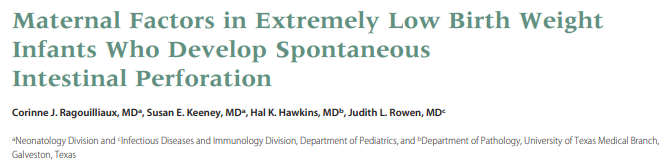 Maternal Factors in Extremely Low Birth Weight
Infants Who Develop Spontaneous
Intestinal Perforation
Corinne J. Ragouilliaux, MDᵃ, Susan E. Keeney, MDᵃ, Hal K. Hawkins, MDᵇ, Judith L. Rowen, MDᶜ
ᵃNeonatology Division and ᶜInfectious Diseases and Immunology Division, Department of Pediatrics, and ᵇDepartment of Pathology, University of Texas Medical Branch,
Galveston, Texas